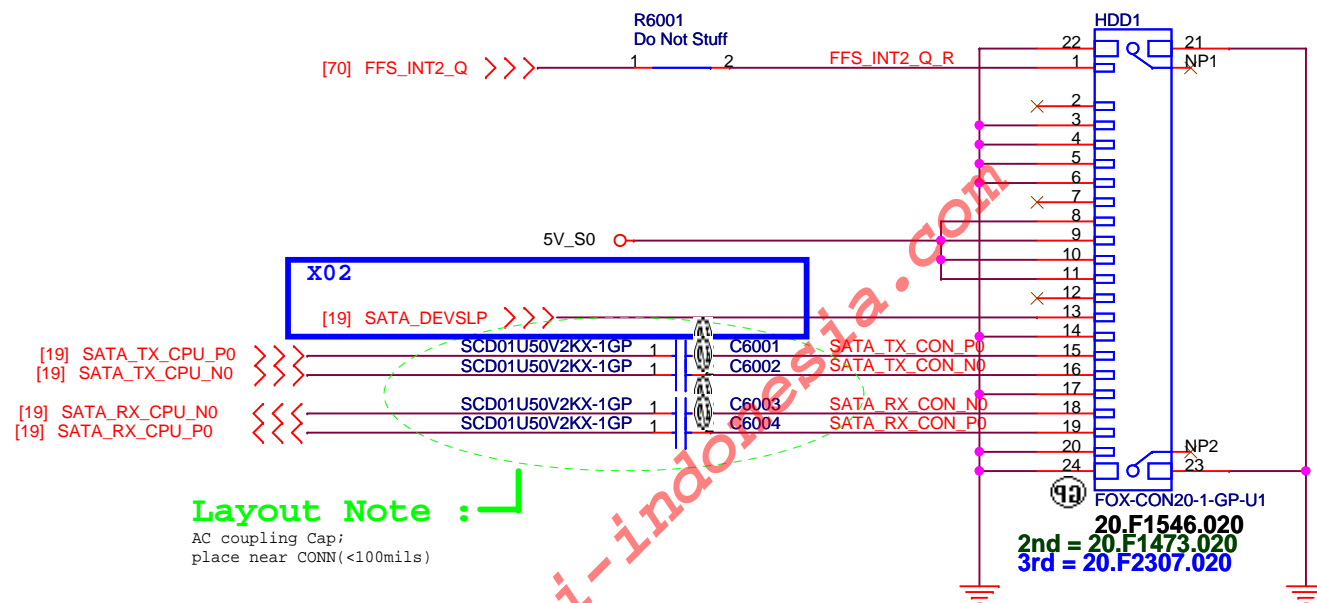 R6001
Do Not Stuff
[70] FFS_INT2_Q
1
2
FFS_INT2_Q_R
HDD1
22
21
1
NP1
2
3
4
5
6
7
8
5V_S0
9
10
11
X02
12
[19] SATA_DEVSLP
13
14
[19] SATA_TX_CPU_P0
SCD01U50V2KX-1GP
1
C6001
SATA_TX_CON_P0
15
[19] SATA_TX_CPU_N0
SCD01U50V2KX-1GP
1
C6002
SATA_TX_CON_N0
16
17
[19] SATA_RX_CPU_N0
SCD01U50V2KX-1GP
1
C6003
SATA_RX_CON_N0
18
[19] SATA_RX_CPU_P0
SCD01U50V2KX-1GP
1
C6004
SATA_RX_CON_P0
19
20
NP2
24
23
GP
FOX-CON20-1-GP-U1
20.F1546.020
2nd = 20.F1473.020
3rd = 20.F2307.020
Layout Note :
AC coupling Cap;
place near CONN(<100mils)
i-indonesia.com